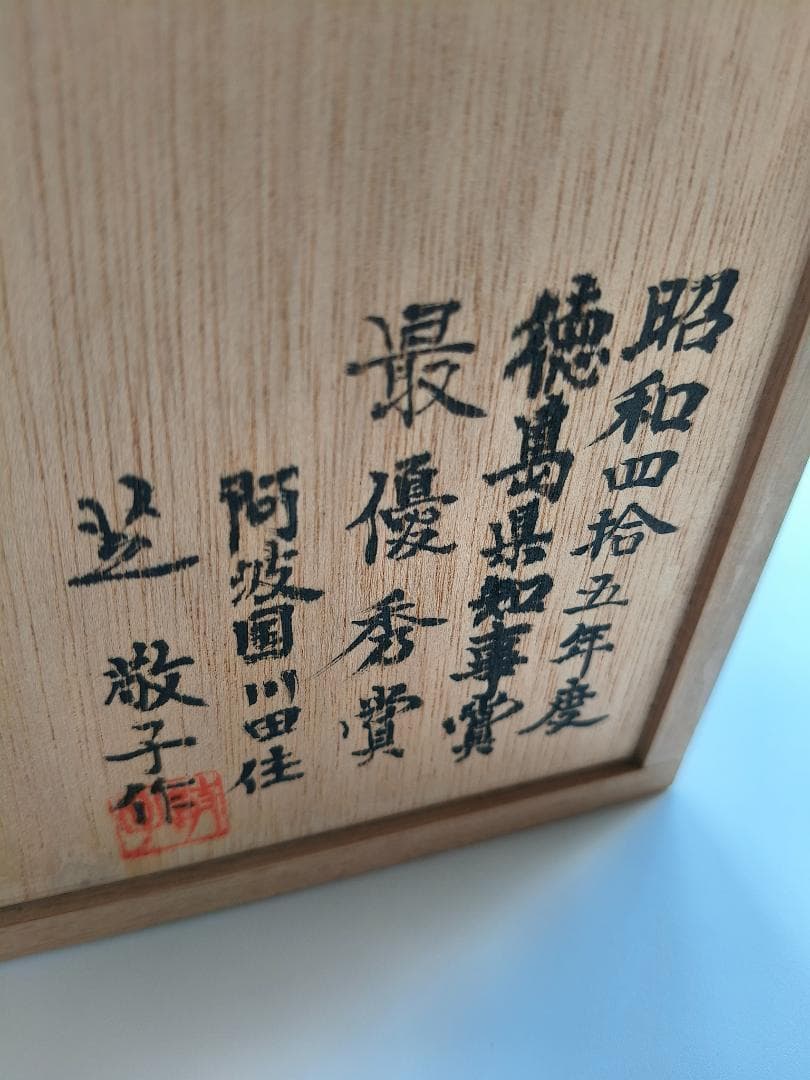 昭和四拾五年度
徳島県知事賞
最優秀賞
阿波国川田住
芝 敬子作